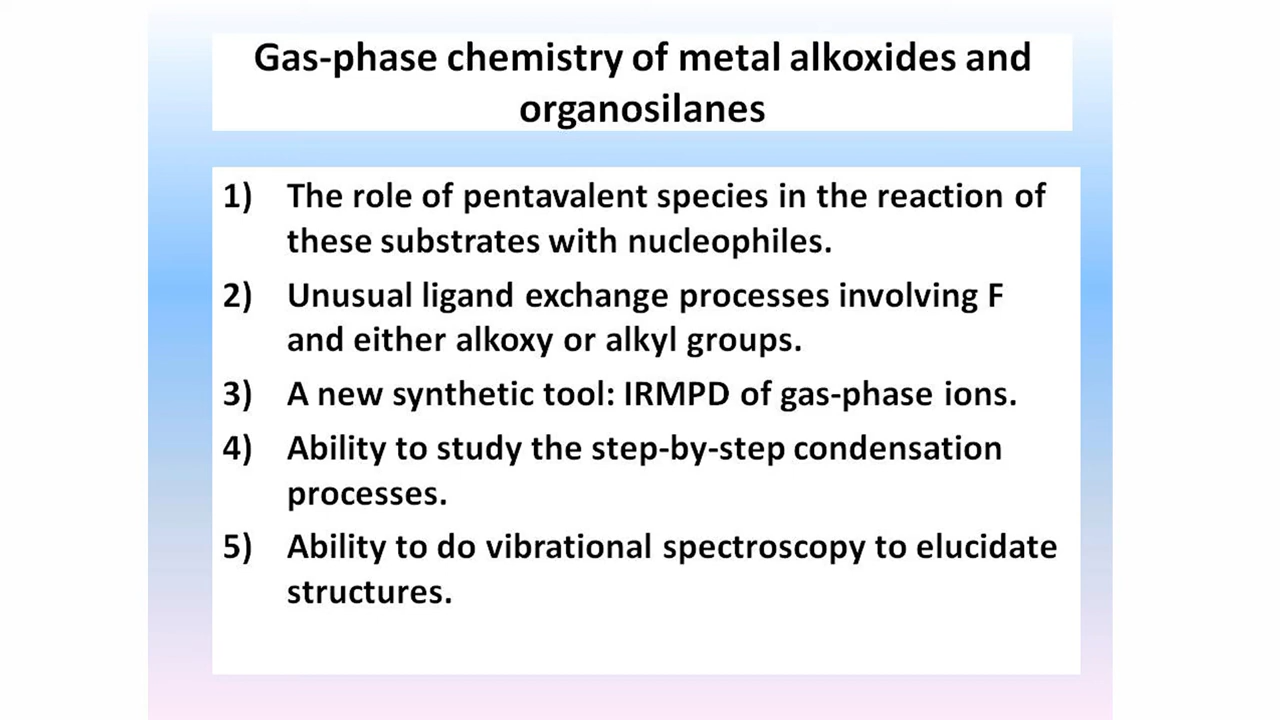 Gas-phase chemistry of metal alkoxides and
organosilanes
1) The role of pentavalent species in the reaction of
these substrates with nucleophiles.
2) Unusual ligand exchange processes involving F
and either alkoxy or alkyl groups.
3) A new synthetic tool: IRMPD of gas-phase ions.
4) Ability to study the step-by-step condensation
processes.
5) Ability to do vibrational spectroscopy to elucidate
structures.